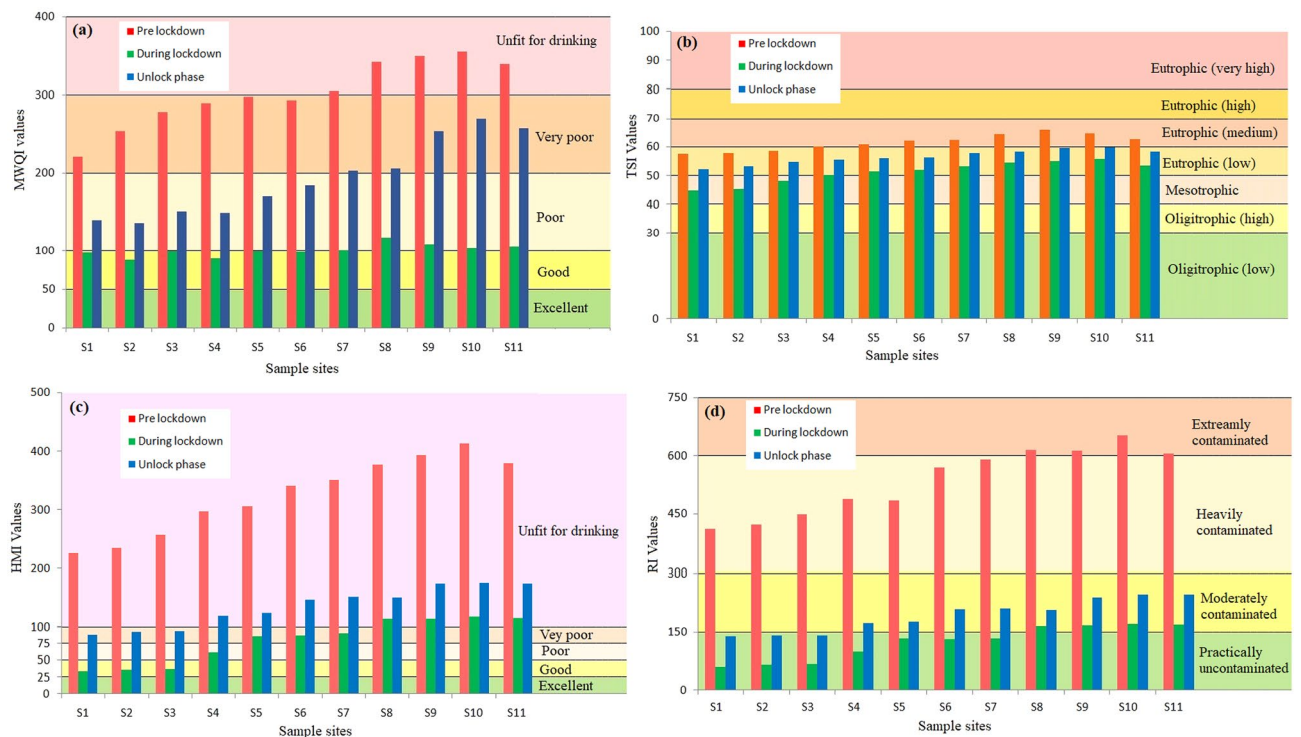 (a)
Pre lockdown
During lockdown
Unlock phase
Unfit for drinking
Very poor
Poor
Good
Excellent
400
300
200
100
50
0
MWQI values
S1 S2 S3 S4 S5 S6 S7 S8 S9 S10 S11
Sample sites
(b)
Pre lockdown
During lockdown
Unlock phase
Eutrophic (very high)
Eutrophic (high)
Eutrophic (medium)
Eutrophic (low)
Mesotrophic
Oligitrophic (high)
Oligitrophic (low)
100
90
80
70
60
50
40
30
0
TSI Values
S1 S2 S3 S4 S5 S6 S7 S8 S9 S10 S11
Sample sites
(c)
Pre lockdown
During lockdown
Unlock phase
Unfit for drinking
Vey poor
Poor
Good
Excellent
500
400
300
200
100
75
50
25
0
HMI Values
S1 S2 S3 S4 S5 S6 S7 S8 S9 S10 S11
Sample sites
(d)
Pre lockdown
During lockdown
Unlock phase
Extreamly
contaminated
Heavily
contaminated
Moderately
contaminated
Practically
uncontaminated
750
600
450
300
150
0
RI Values
S1 S2 S3 S4 S5 S6 S7 S8 S9 S10 S11
Sample sites